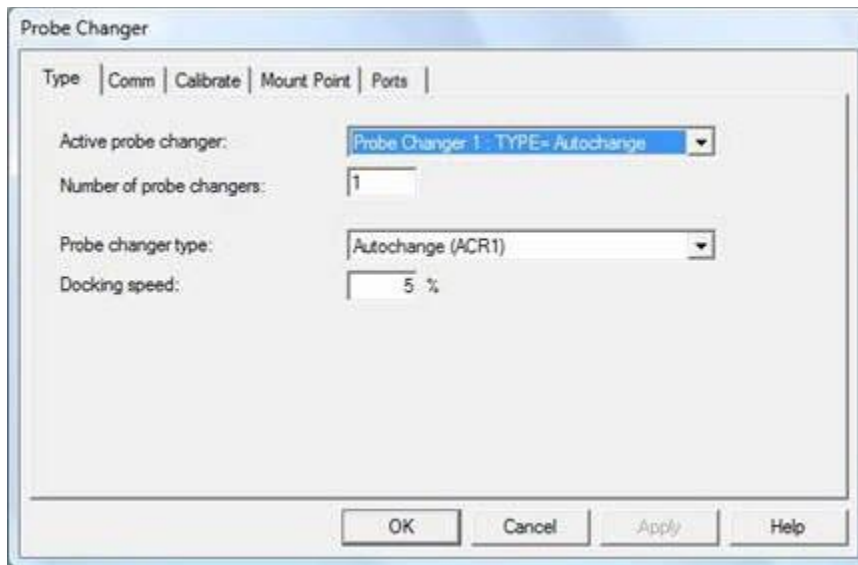 Probe Changer
Type Comm Calibrate Mount Point Ports
Active probe changer: Probe Changer 1 : TYPE= Autochange
Number of probe changers: 1
Probe changer type: Autochange (ACR1)
Docking speed: 5 %
OK Cancel Apply Help